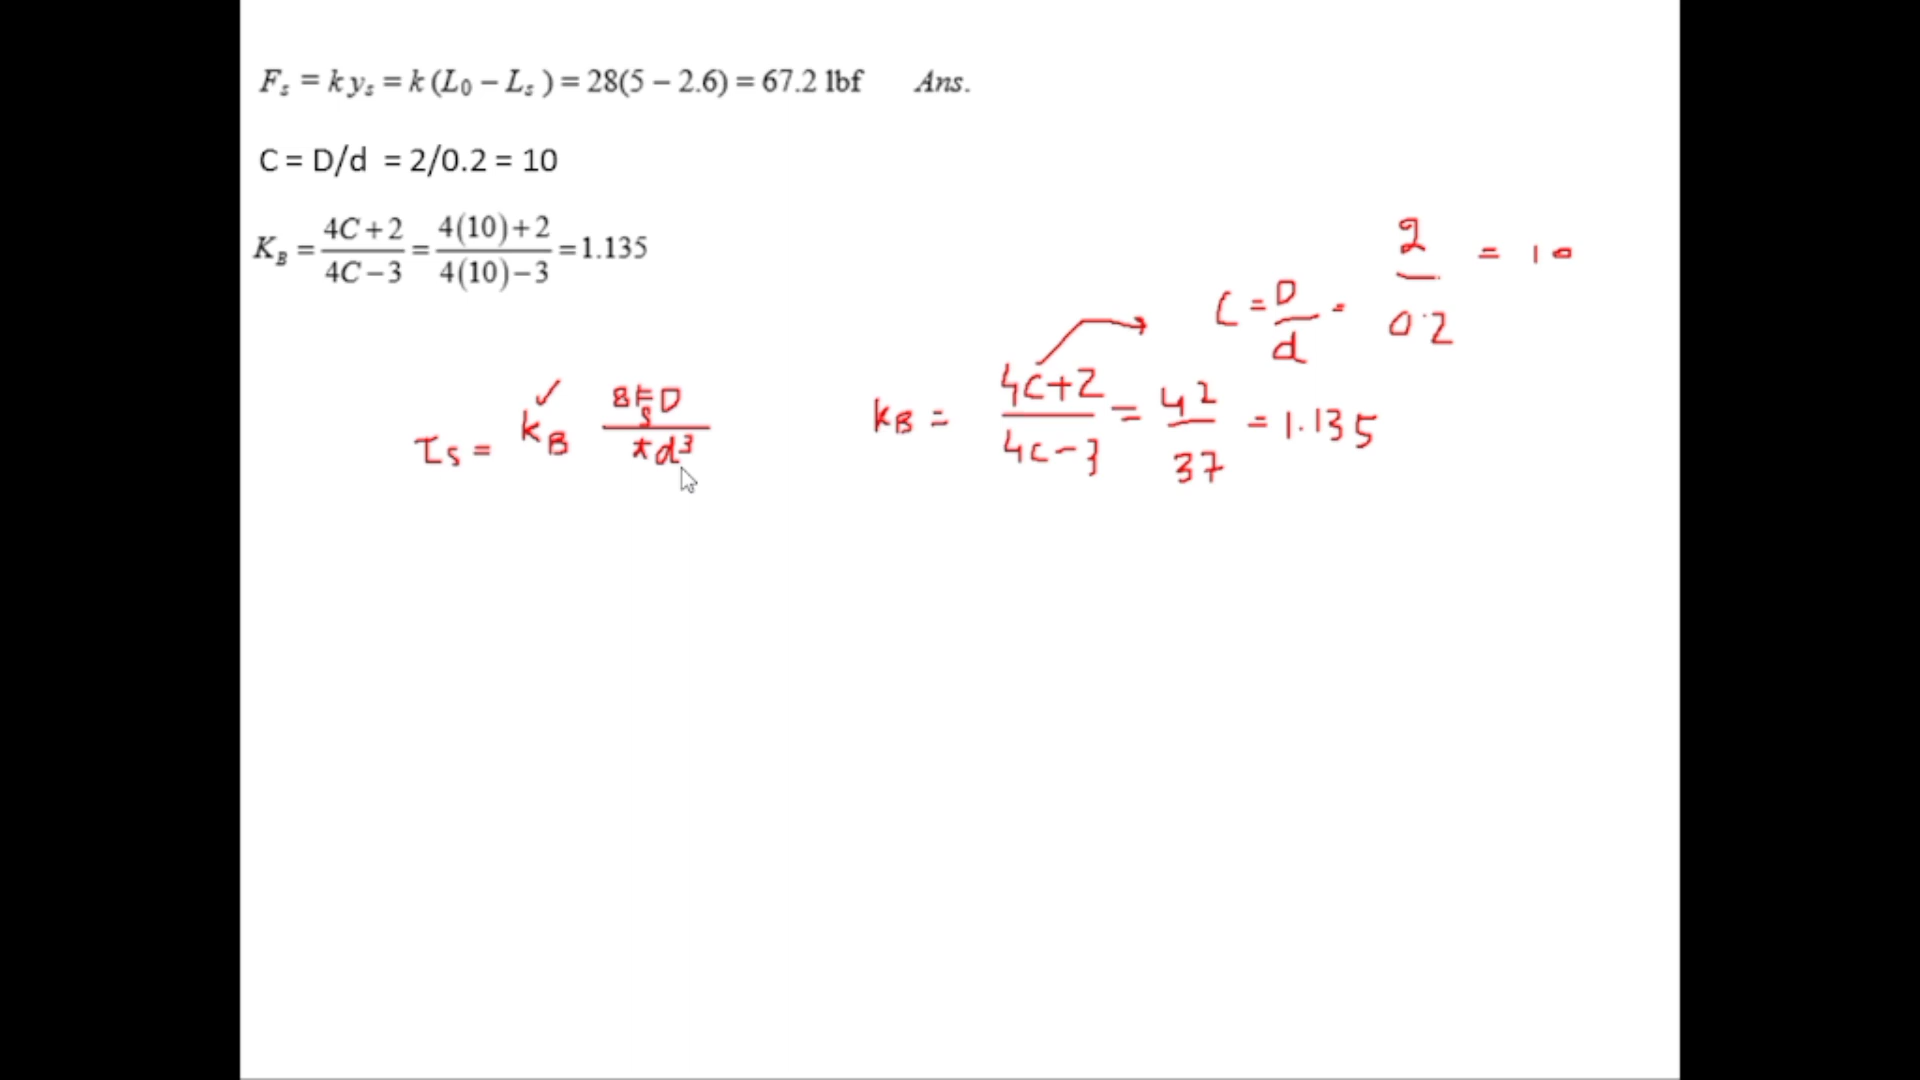 F_s = k y_s = k (L_0 − L_s) = 28(5 − 2.6) = 67.2 lbf Ans.
C = D/d = 2/0.2 = 10
K_B = (4C + 2)/(4C − 3) = (4(10) + 2)/(4(10) − 3) = 1.135
C = D/d = 2/0.2 = 10
τ_s = k_B 8F_sD/πd³
k_B = (4C+2)/(4C−3) = 42/37 = 1.135